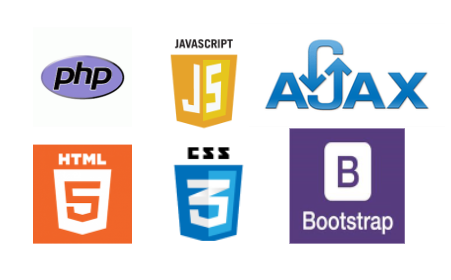 php
JAVASCRIPT
JS
AJAX
HTML
5
CSS
3
B
Bootstrap